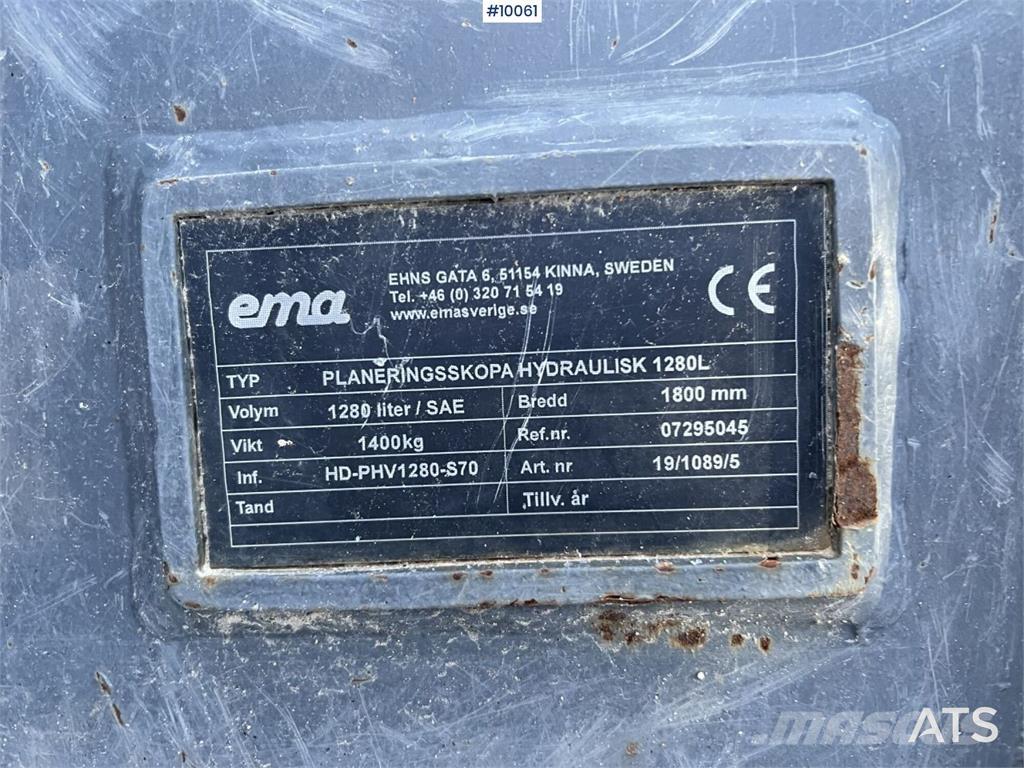 #10061
ema
EHNS GATA 6, 51154 KINNA, SWEDEN
Tel. +46 (0) 320 71 54 19
www.emasverige.se
CE
TYP PLANERINGSSKOPA HYDRAULISK 1280L
Volym 1280 liter / SAE Bredd 1800 mm
Vikt 1400kg Ref.nr. 07295045
Inf. HD-PHV1280-S70 Art. nr 19/1089/5
Tand Tillv. år
mascus
ATS